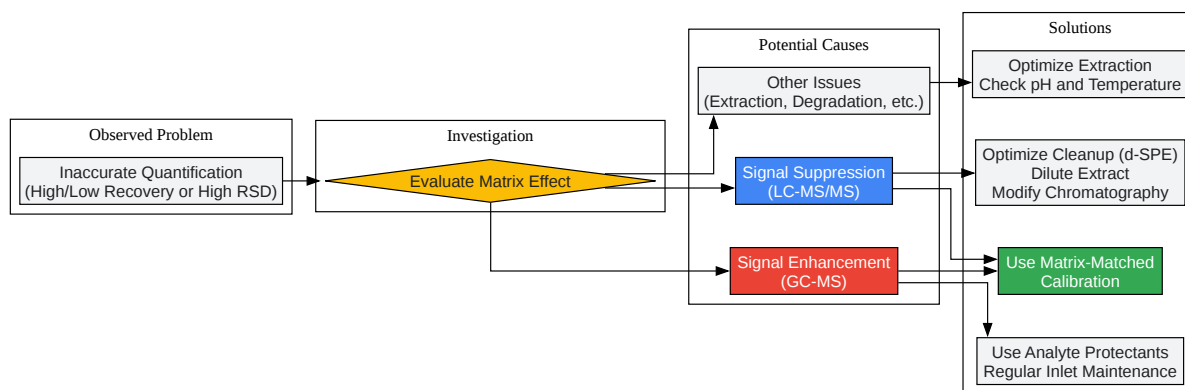 Observed Problem
Inaccurate Quantification
(High/Low Recovery or High RSD)
Investigation
Evaluate Matrix Effect
Potential Causes
Other Issues
(Extraction, Degradation, etc.)
Signal Suppression
(LC-MS/MS)
Signal Enhancement
(GC-MS)
Solutions
Optimize Extraction
Check pH and Temperature
Optimize Cleanup (d-SPE)
Dilute Extract
Modify Chromatography
Use Matrix-Matched
Calibration
Use Analyte Protectants
Regular Inlet Maintenance